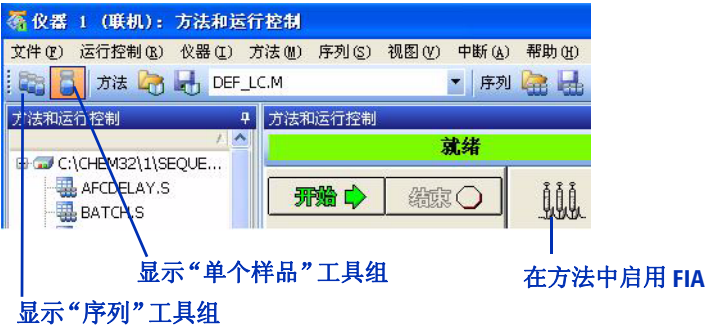 仪器 1 (联机): 方法和运行控制
文件(F) 运行控制(R) 仪器(I) 方法(M) 序列(S) 视图(V) 中断(A) 帮助(H)
方法 DEF_LC.M 序列
方法和运行控制
方法和运行控制
就绪
C:\CHEM32\1\SEQUE...
AFCDELAY.S
BATCH.S
开始
结束
显示“单个样品”工具组
在方法中启用 FIA
显示“序列”工具组